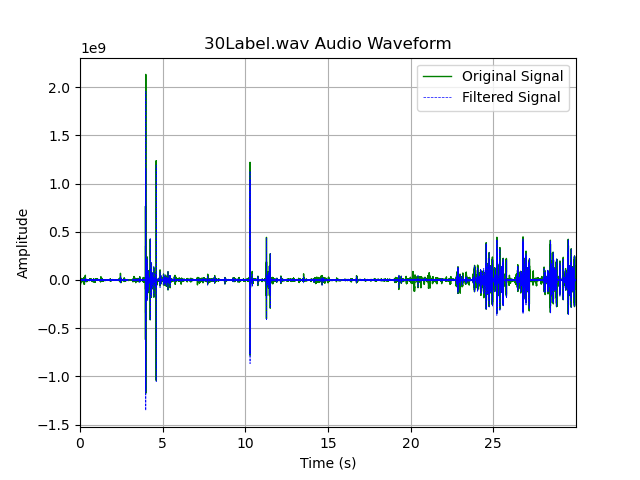 30Label.wav Audio Waveform
1e9
Original Signal
Filtered Signal
2.0
1.5
1.0
0.5
0.0
−0.5
−1.0
−1.5
Amplitude
0 5 10 15 20 25
Time (s)